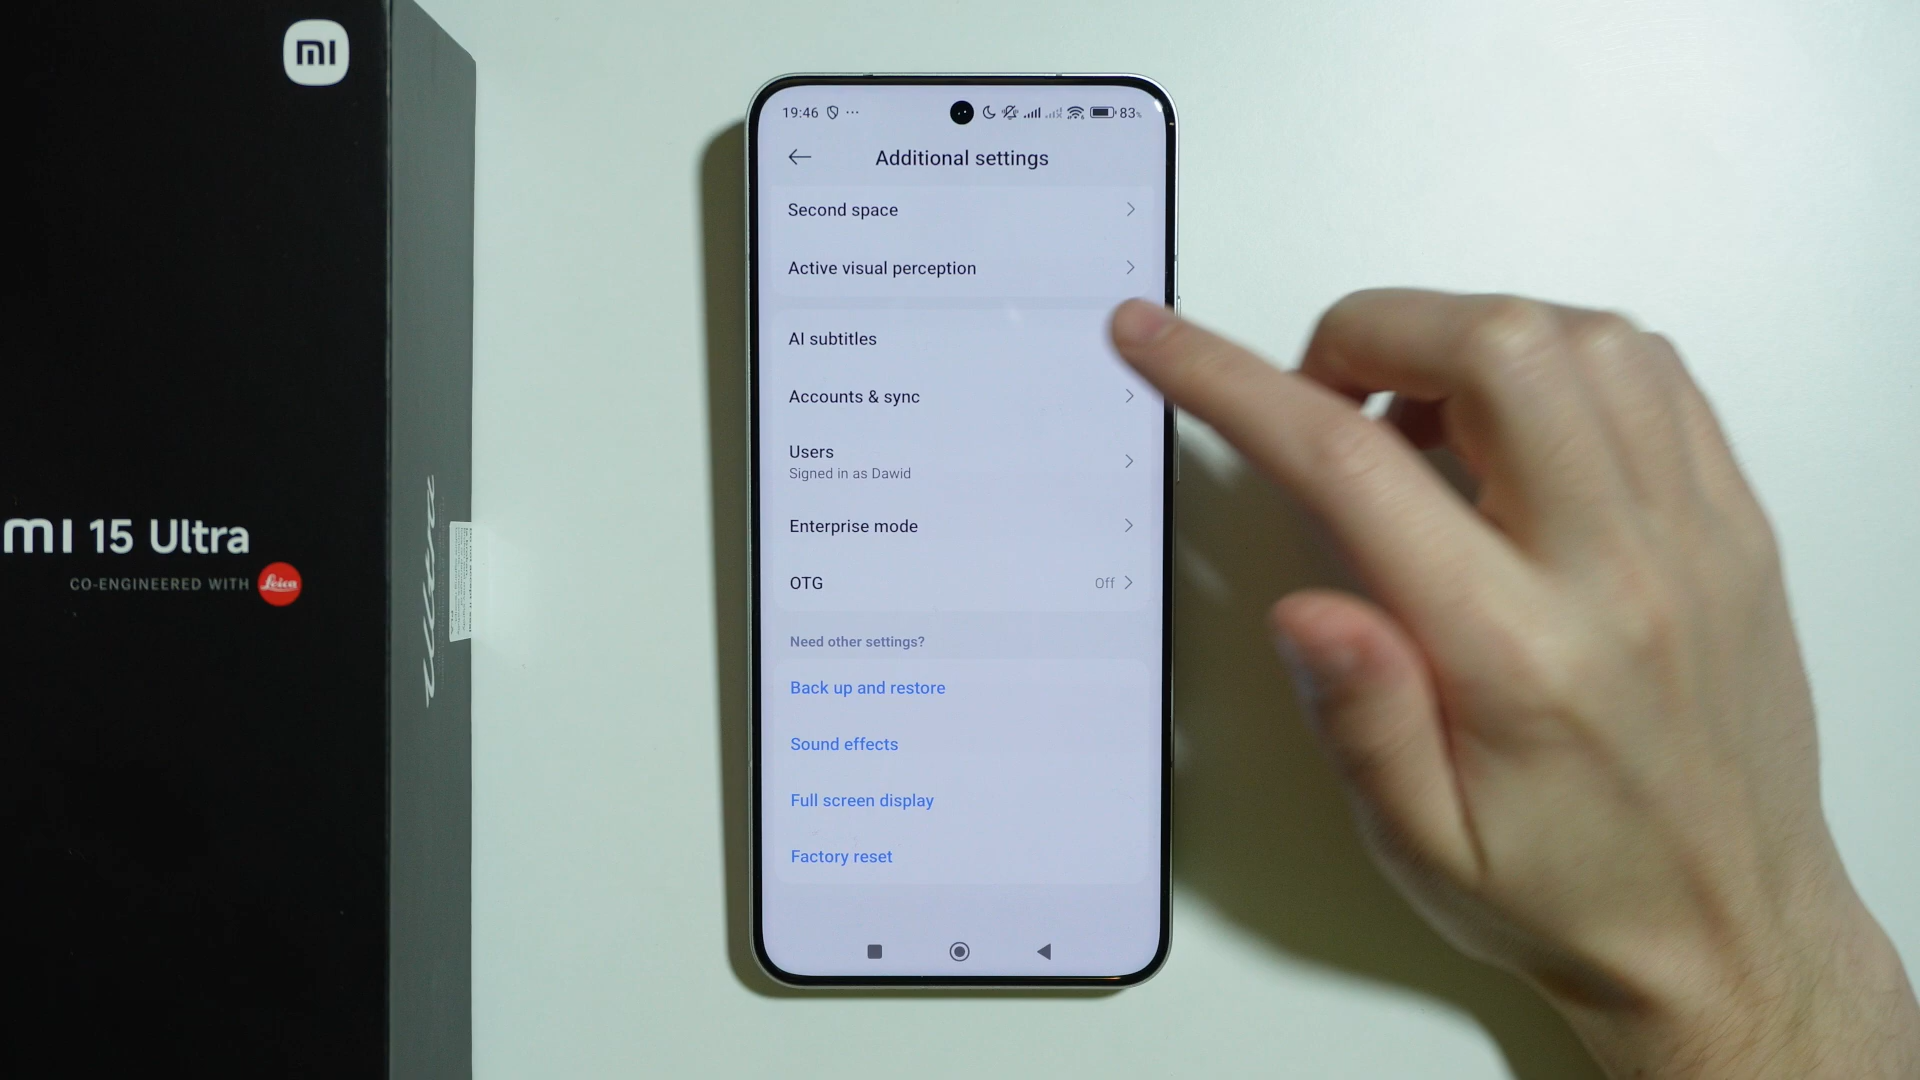 mi
mi 15 Ultra
CO-ENGINEERED WITH Leica
Ultra
19:46 ... 83%
Additional settings
Second space
Active visual perception
AI subtitles
Accounts & sync
Users
Signed in as Dawid
Enterprise mode
OTG Off
Need other settings?
Back up and restore
Sound effects
Full screen display
Factory reset